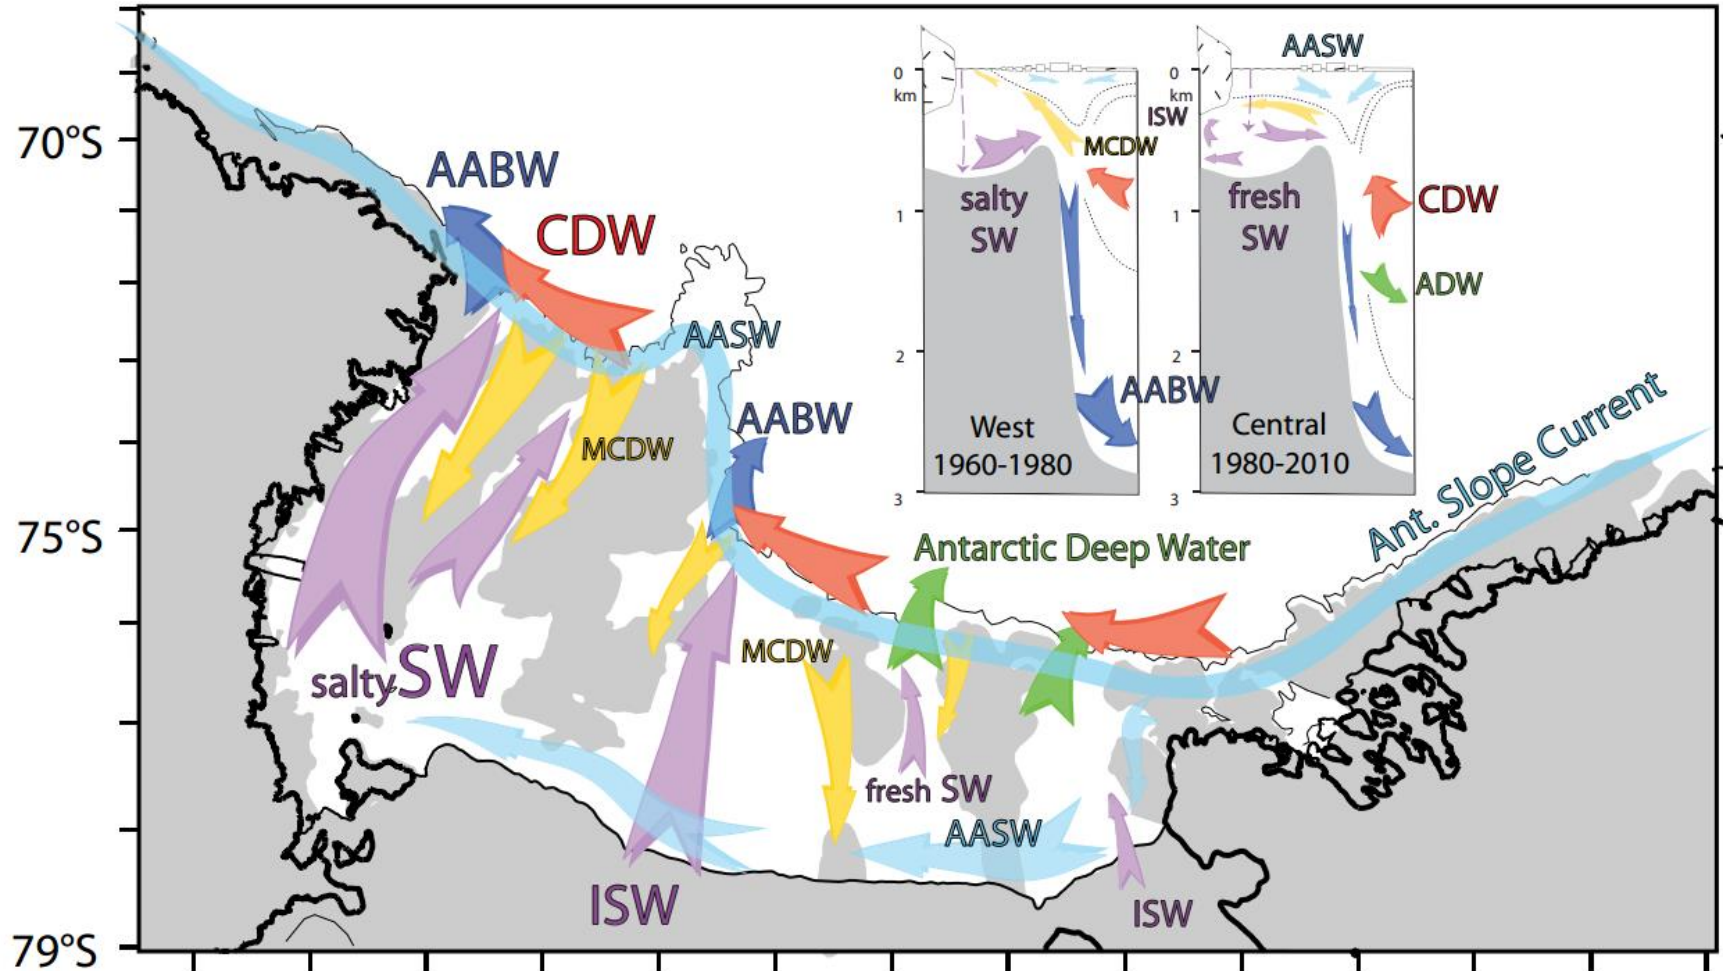 AASW
0
km
0
km
ISW
MCDW
70°S
AABW
CDW
salty
SW
fresh
SW
CDW
1
1
ADW
AASW
2
2
AABW
AABW
MCDW
West
1960-1980
Central
1980-2010
3
3
Ant. Slope Current
75°S
Antarctic Deep Water
salty SW
MCDW
fresh SW
AASW
ISW
ISW
79°S